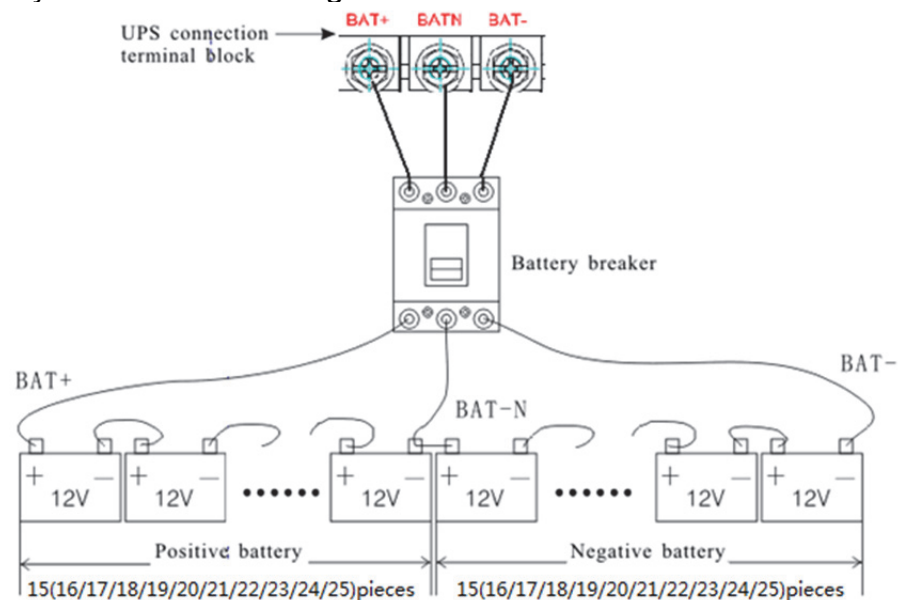 BAT+ BATN BAT-
UPS connection
terminal block
Battery breaker
BAT+
BAT-
BAT-N
+ — + — + — + — + — + —
12V 12V 12V 12V 12V 12V
Positive battery Negative battery
15(16/17/18/19/20/21/22/23/24/25)pieces 15(16/17/18/19/20/21/22/23/24/25)pieces